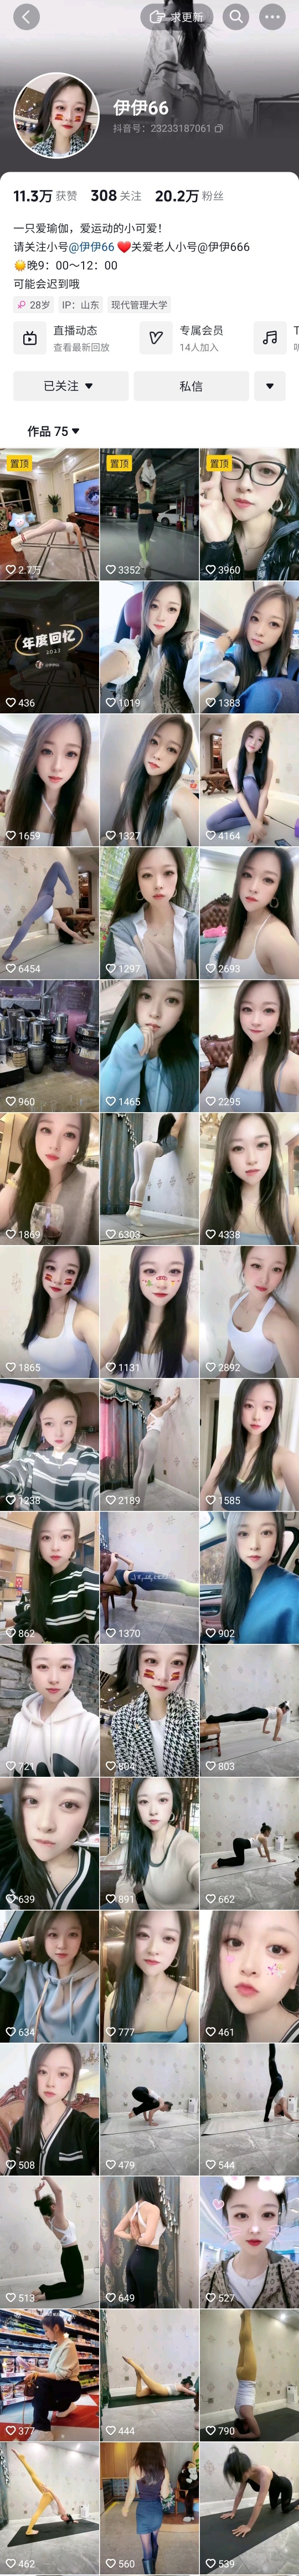 求更新
伊伊66
抖音号：23233187061
11.3万 获赞 308 关注 20.2万 粉丝
一只爱瑜伽，爱运动的小可爱！
请关注小号@伊伊66 ❤️关爱老人小号@伊伊666
☀️晚9：00～12：00
可能会迟到哦
28岁 IP：山东 现代管理大学
直播动态 专属会员
查看最新回放 14人加入
已关注 私信
作品 75
置顶 置顶 置顶
2.7万 3352 3960
年度回忆
2023
436 1019 1383
1659 1327 4164
6454 1297 2693
960 1465 2295
1869 6303 4338
1865 1131 2892
1238 2189 1585
862 1370 902
721 804 803
639 891 662
634 777 461
508 479 544
513 649 527
377 444 790
462 560 539